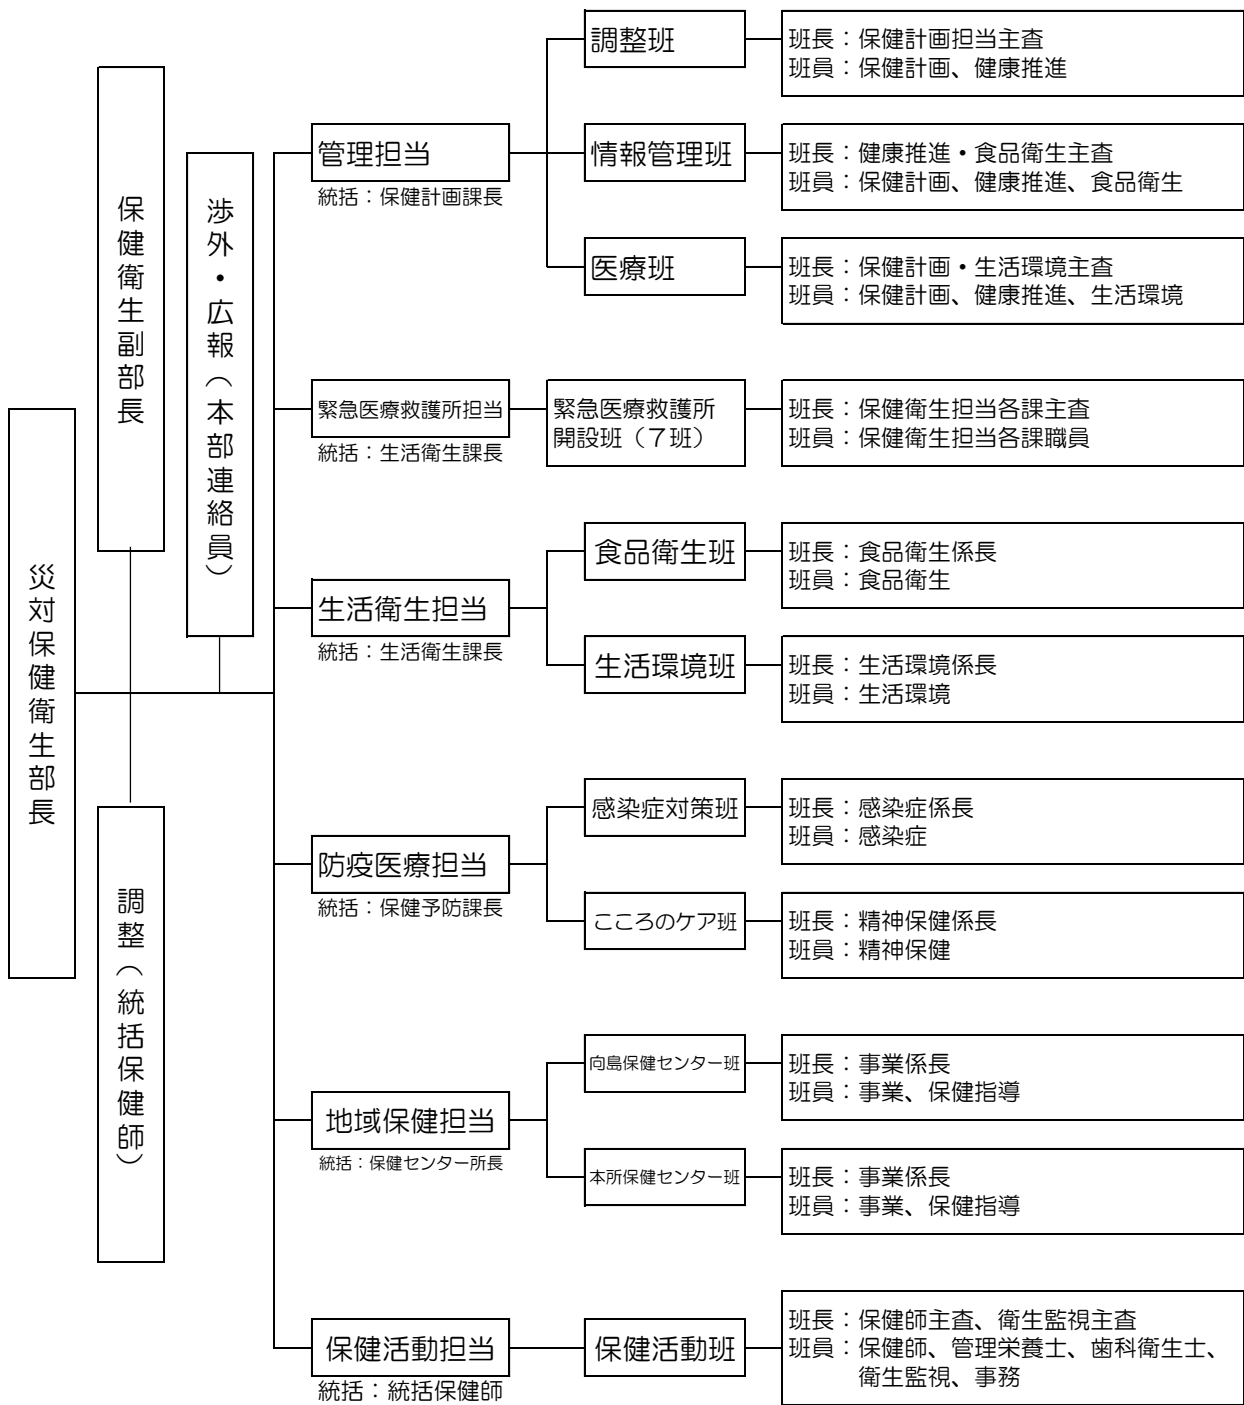 災対保健衛生部長
保健衛生副部長
調整（統括保健師）
渉外・広報（本部連絡員）
管理担当
統括：保健計画課長
調整班
班長：保健計画担当主査
班員：保健計画、健康推進
情報管理班
班長：健康推進・食品衛生主査
班員：保健計画、健康推進、食品衛生
医療班
班長：保健計画・生活環境主査
班員：保健計画、健康推進、生活環境
緊急医療救護所担当
統括：生活衛生課長
緊急医療救護所
開設班（７班）
班長：保健衛生担当各課主査
班員：保健衛生担当各課職員
生活衛生担当
統括：生活衛生課長
食品衛生班
班長：食品衛生係長
班員：食品衛生
生活環境班
班長：生活環境係長
班員：生活環境
防疫医療担当
統括：保健予防課長
感染症対策班
班長：感染症係長
班員：感染症
こころのケア班
班長：精神保健係長
班員：精神保健
地域保健担当
統括：保健センター所長
向島保健センター班
班長：事業係長
班員：事業、保健指導
本所保健センター班
班長：事業係長
班員：事業、保健指導
保健活動担当
統括：統括保健師
保健活動班
班長：保健師主査、衛生監視主査
班員：保健師、管理栄養士、歯科衛生士、
衛生監視、事務